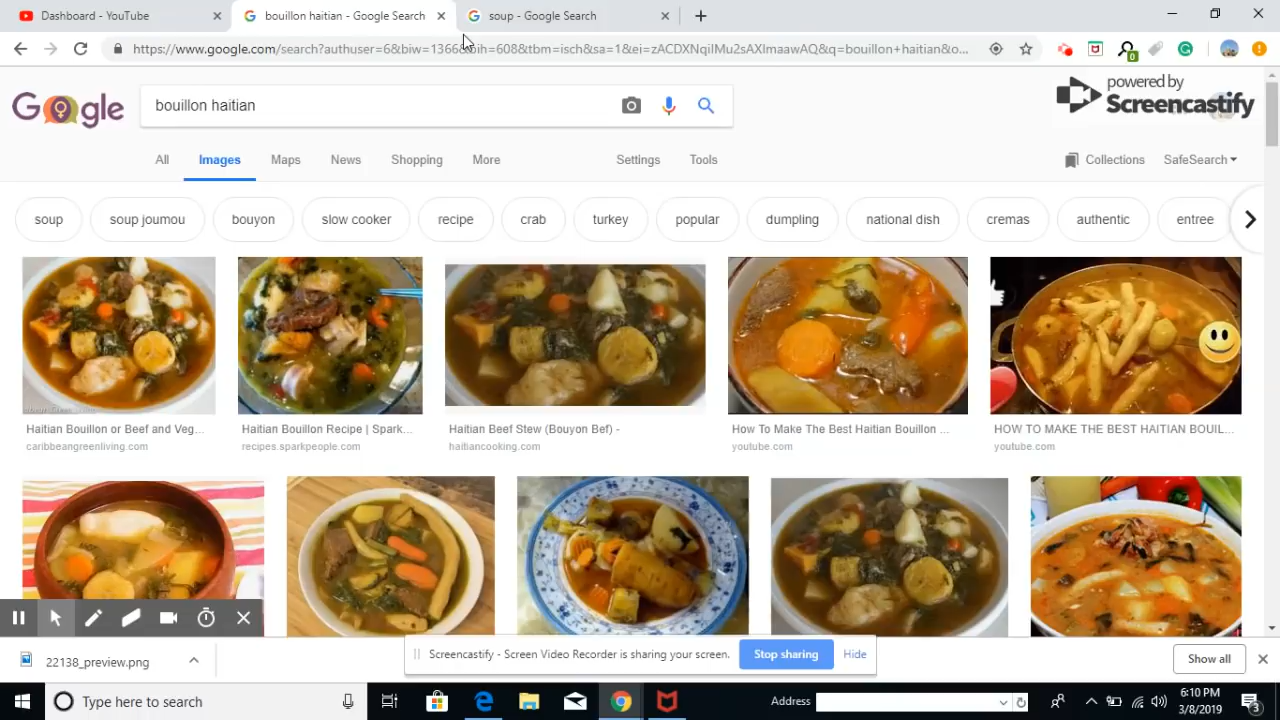 Dashboard - YouTube
bouillon haitian - Google Search
soup - Google Search
https://www.google.com/search?authuser=6&biw=1366&bih=608&tbm=isch&sa=1&ei=zACDXNqilMu2sAXImaawAQ&q=bouillon+haitian&o...
0
Google
bouillon haitian
powered by
Screencastify
All Images Maps News Shopping More Settings Tools Collections SafeSearch
soup soup joumou bouyon slow cooker recipe crab turkey popular dumpling national dish cremas authentic entree
Haitian Bouillon or Beef and Veg...
caribbeangreenliving.com
Haitian Bouillon Recipe | Spark...
recipes.sparkpeople.com
Haitian Beef Stew (Bouyon Bef) -
haitiancooking.com
How To Make The Best Haitian Bouillon ...
youtube.com
HOW TO MAKE THE BEST HAITIAN BOUIL...
youtube.com
Screencastify - Screen Video Recorder is sharing your screen.
Stop sharing
Hide
22138_preview.png
Show all
Type here to search
Address
6:10 PM
3/8/2019
3